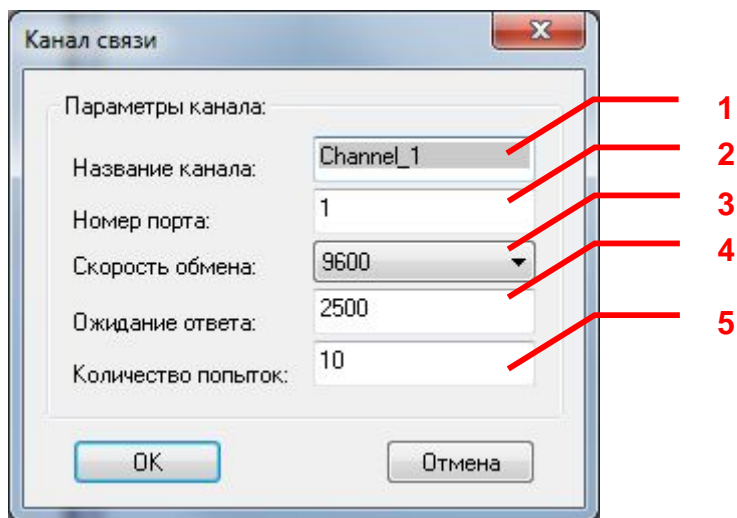 Канал связи
Параметры канала:
Название канала: Channel_1 1
Номер порта: 1 2
Скорость обмена: 9600 3
Ожидание ответа: 2500 4
Количество попыток: 10 5
OK Отмена